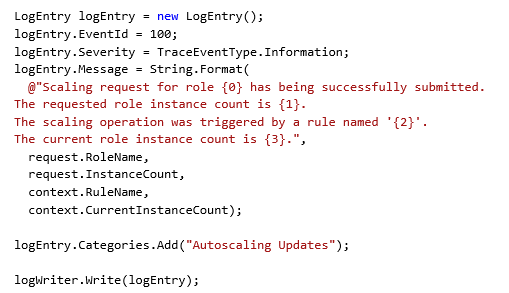 LogEntry logEntry = new LogEntry();
logEntry.EventId = 100;
logEntry.Severity = TraceEventType.Information;
logEntry.Message = String.Format(
  @"Scaling request for role {0} has being successfully submitted.
The requested role instance count is {1}.
The scaling operation was triggered by a rule named '{2}'.
The current role instance count is {3}.",
  request.RoleName,
  request.InstanceCount,
  context.RuleName,
  context.CurrentInstanceCount);
logEntry.Categories.Add("Autoscaling Updates");
logWriter.Write(logEntry);